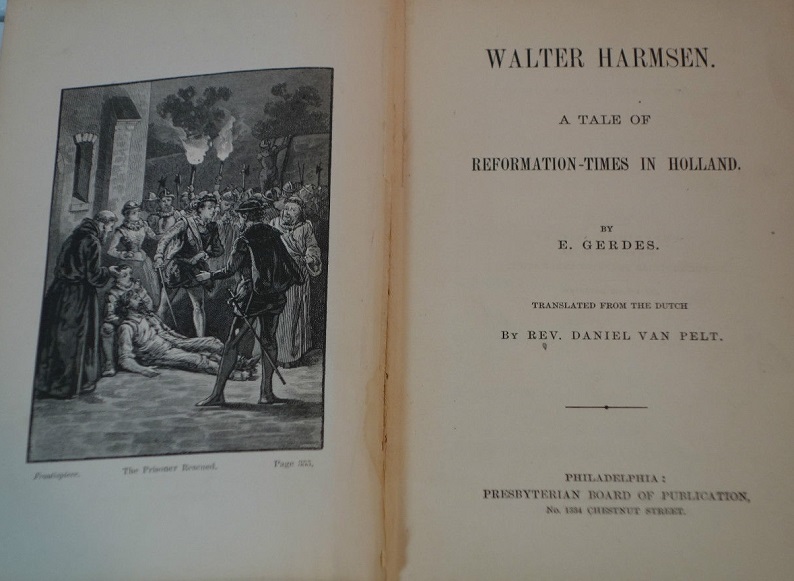 Frontispiece.
The Prisoner Rescued.
Page 355.
WALTER HARMSEN.
A TALE OF
REFORMATION-TIMES IN HOLLAND.
BY
E. GERDES.
TRANSLATED FROM THE DUTCH
BY REV. DANIEL VAN PELT.
PHILADELPHIA:
PRESBYTERIAN BOARD OF PUBLICATION,
No. 1334 CHESTNUT STREET.